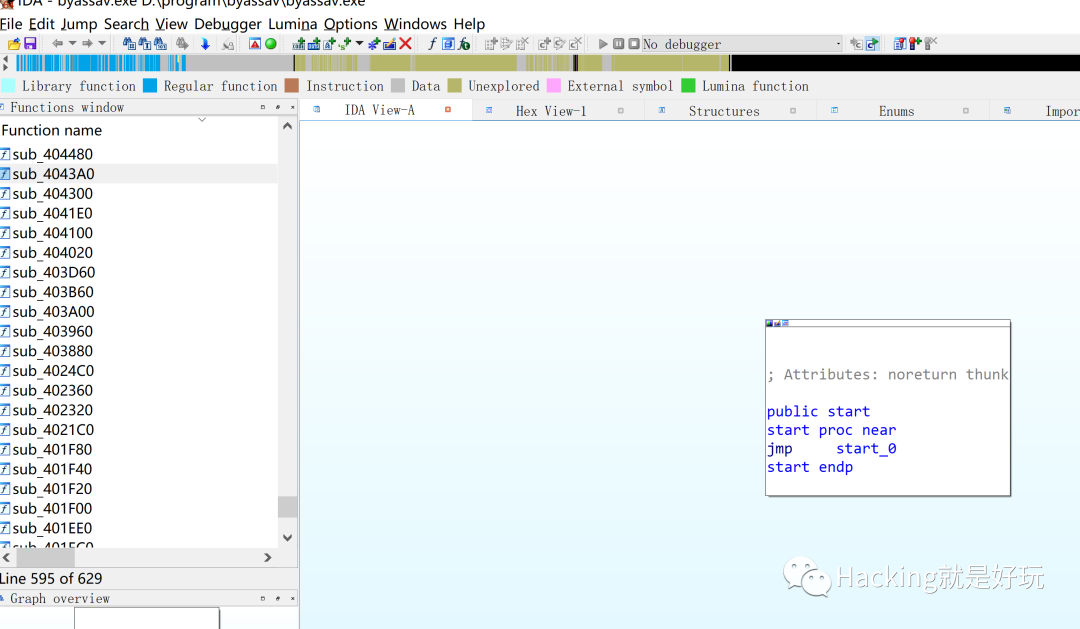 IDA - byassav.exe D:\program\byassav\byassav.exe
File Edit Jump Search View Debugger Lumina Options Windows Help
No debugger
Library function Regular function Instruction Data Unexplored External symbol Lumina function
Functions window
IDA View-A Hex View-1 Structures Enums Impor
Function name
sub_404480
sub_4043A0
sub_404300
sub_4041E0
sub_404100
sub_404020
sub_403D60
sub_403B60
sub_403A00
sub_403960
sub_403880
sub_4024C0
sub_402360
sub_402320
sub_4021C0
sub_401F80
sub_401F40
sub_401F20
sub_401F00
sub_401EE0
Line 595 of 629
Graph overview
; Attributes: noreturn thunk
public start
start proc near
jmp start_0
start endp
Hacking就是好玩